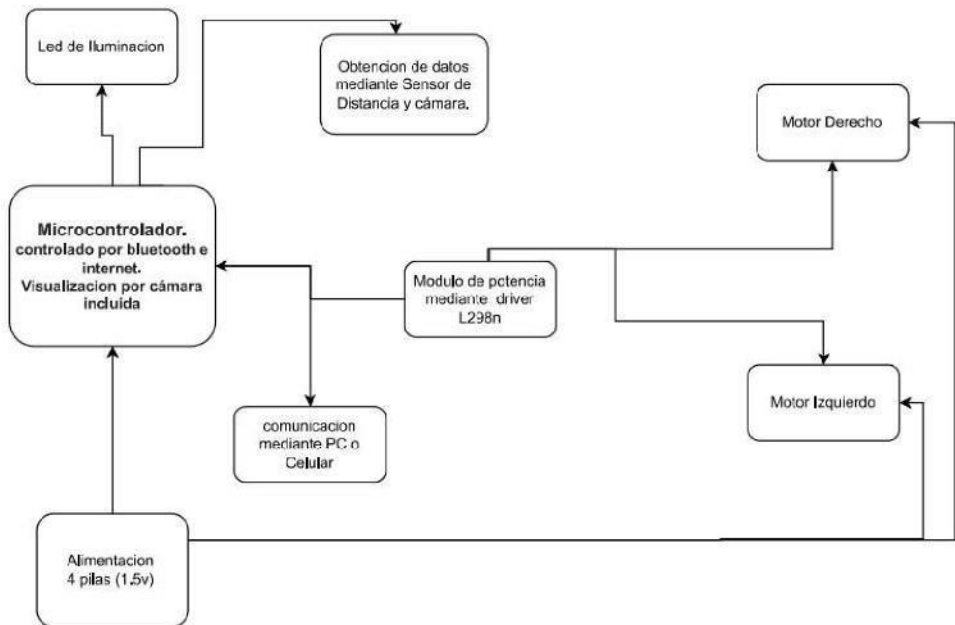 Led de Iluminacion
Obtencion de datos
mediante Sensor de
Distancia y cámara.
Motor Derecho
Microcontrolador.
controlado por bluetooth e
internet.
Visualizacion por cámara
incluida
Modulo de potencia
mediante driver
L298n
Motor Izquierdo
comunicacion
mediante PC o
Celular
Alimentacion
4 pilas (1.5v)